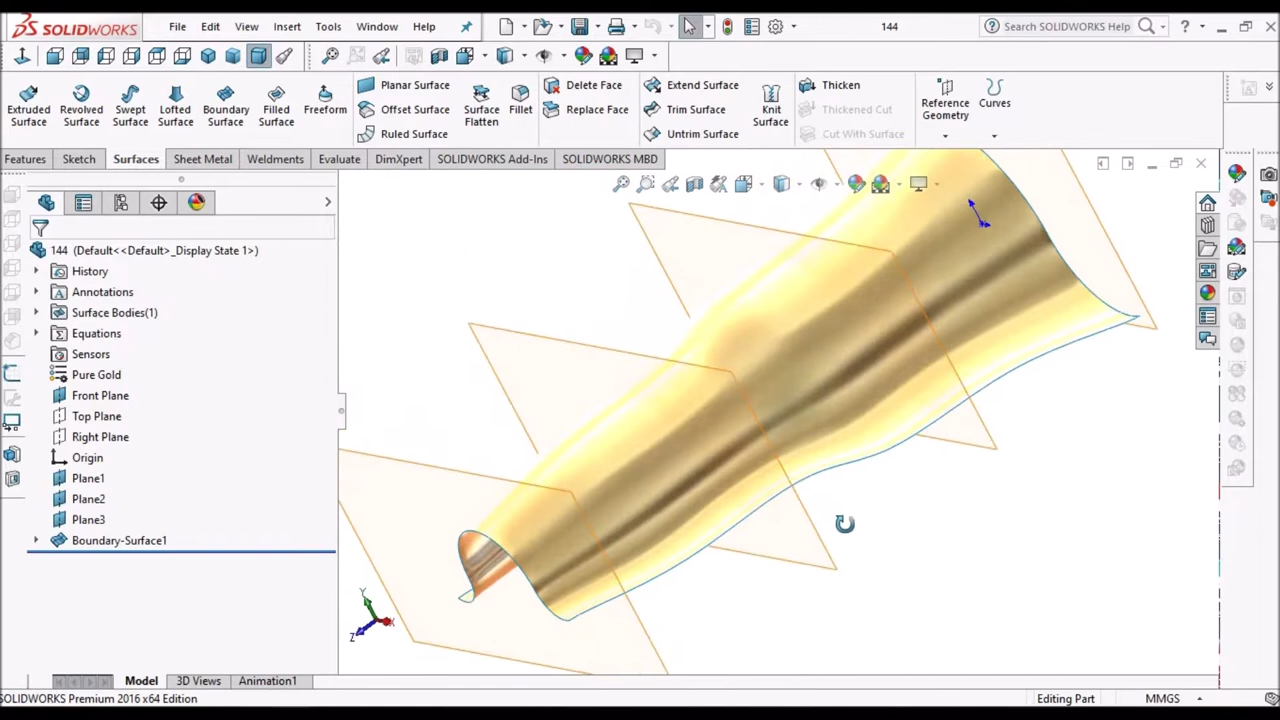 SOLIDWORKS File Edit View Insert Tools Window Help 144 Search SOLIDWORKS Help ?
Extruded Surface
Revolved Surface
Swept Surface
Lofted Surface
Boundary Surface
Filled Surface
Freeform
Planar Surface
Offset Surface
Ruled Surface
Surface Flatten
Fillet
Delete Face
Replace Face
Extend Surface
Trim Surface
Untrim Surface
Knit Surface
Thicken
Thickened Cut
Cut With Surface
Reference Geometry
Curves
Features Sketch Surfaces Sheet Metal Weldments Evaluate DimXpert SOLIDWORKS Add-Ins SOLIDWORKS MBD
144 (Default<<Default>_Display State 1>)
History
Annotations
Surface Bodies(1)
Equations
Sensors
Pure Gold
Front Plane
Top Plane
Right Plane
Origin
Plane1
Plane2
Plane3
Boundary-Surface1
Y
X
Z
Model 3D Views Animation1
SOLIDWORKS Premium 2016 x64 Edition Editing Part MMGS